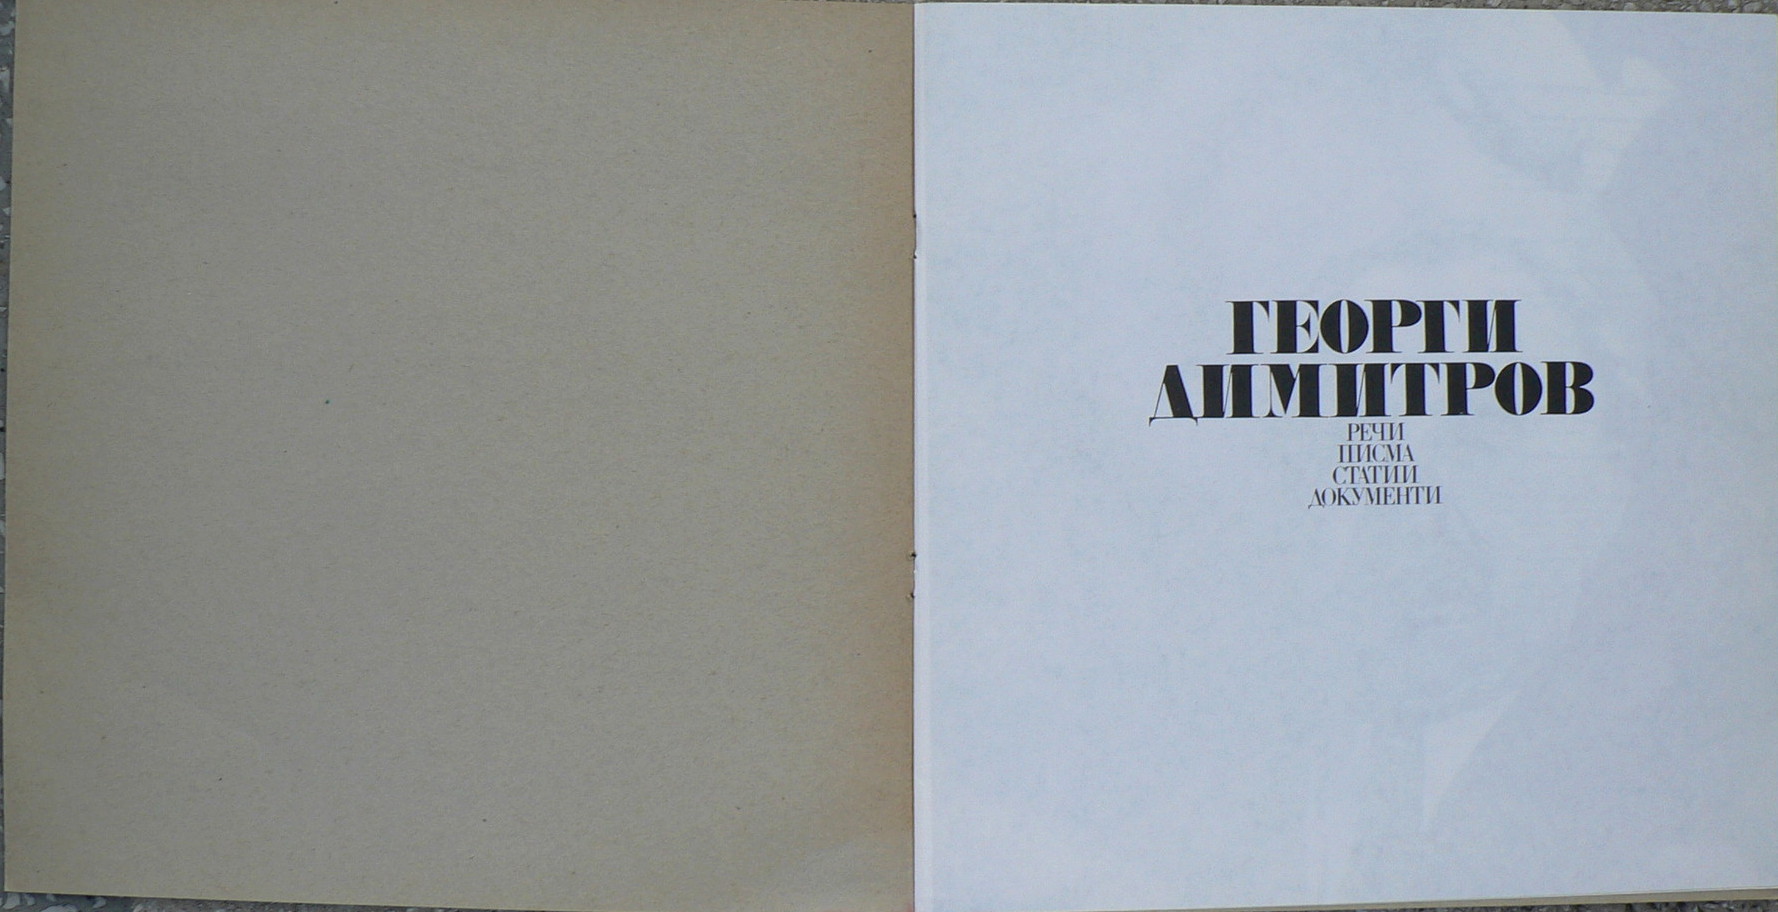 ГЕОРГИ
ДИМИТРОВ
РЕЧИ
ПИСМА
СТАТИИ
ДОКУМЕНТИ